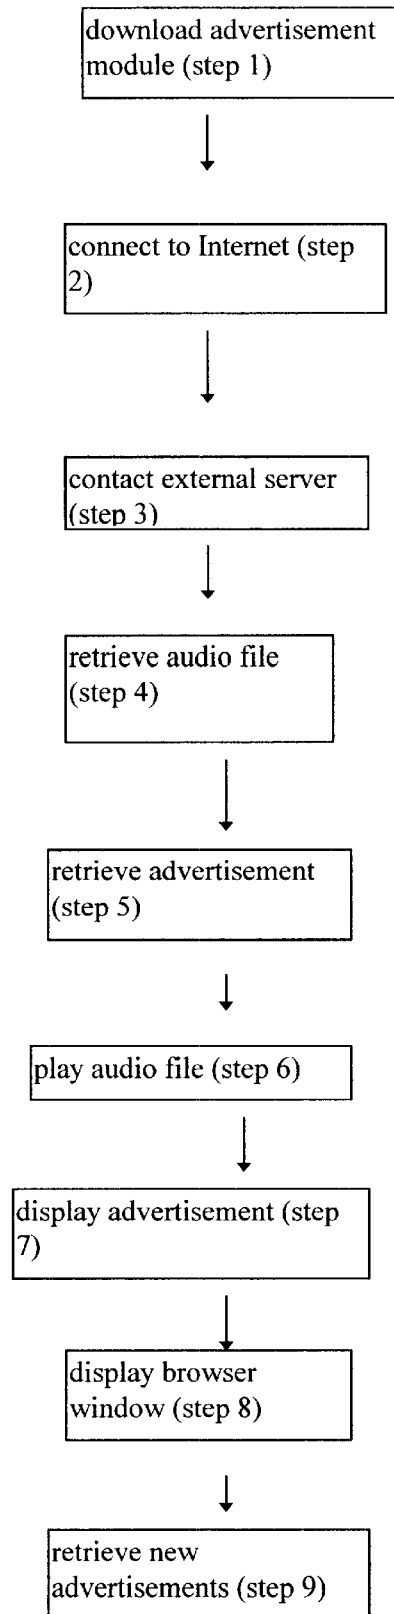 download advertisement
module (step 1)
connect to Internet (step
2)
contact external server
(step 3)
retrieve audio file
(step 4)
retrieve advertisement
(step 5)
play audio file (step 6)
display advertisement (step
7)
display browser
window (step 8)
retrieve new
advertisements (step 9)